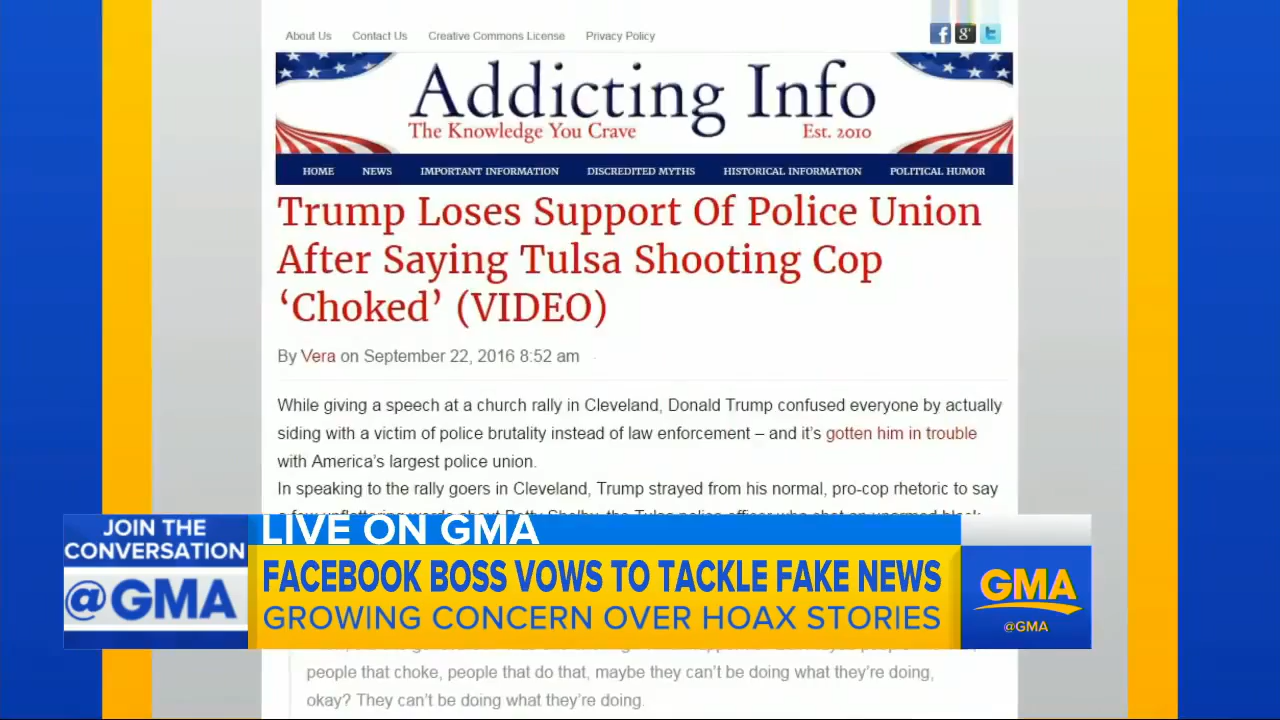 About Us Contact Us Creative Commons License Privacy Policy
Addicting Info
The Knowledge You Crave Est. 2010
HOME NEWS IMPORTANT INFORMATION DISCREDITED MYTHS HISTORICAL INFORMATION POLITICAL HUMOR
Trump Loses Support Of Police Union
After Saying Tulsa Shooting Cop
‘Choked’ (VIDEO)
By Vera on September 22, 2016 8:52 am
While giving a speech at a church rally in Cleveland, Donald Trump confused everyone by actually
siding with a victim of police brutality instead of law enforcement – and it’s gotten him in trouble
with America’s largest police union.
In speaking to the rally goers in Cleveland, Trump strayed from his normal, pro-cop rhetoric to say
JOIN THE
CONVERSATION
@GMA
LIVE ON GMA
FACEBOOK BOSS VOWS TO TACKLE FAKE NEWS
GROWING CONCERN OVER HOAX STORIES
GMA
@GMA
people that choke, people that do that, maybe they can’t be doing what they’re doing,
okay? They can’t be doing what they’re doing.